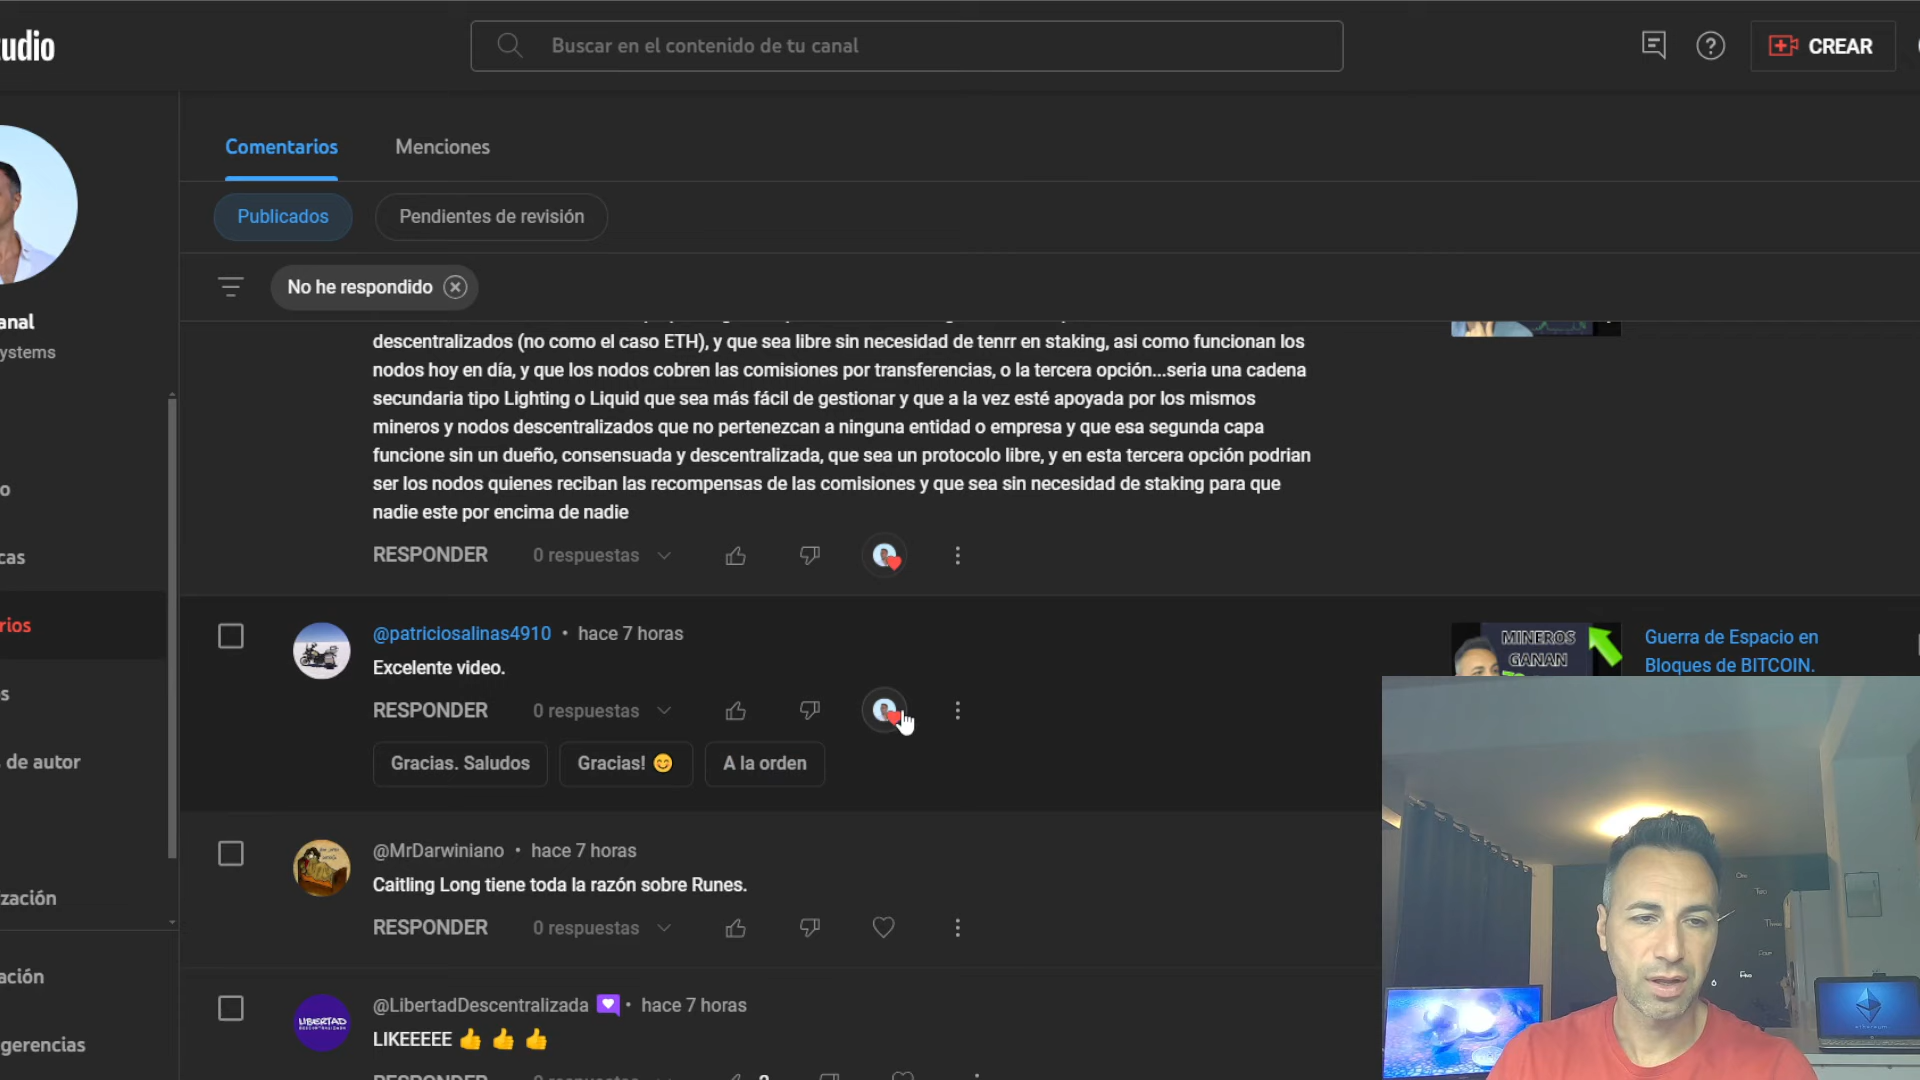 udio
Buscar en el contenido de tu canal
CREAR
Comentarios
Menciones
Publicados
Pendientes de revisión
No he respondido
anal
ystems
o
cas
rios
s
de autor
zación
ación
gerencias
descentralizados (no como el caso ETH), y que sea libre sin necesidad de tenrr en staking, asi como funcionan los
nodos hoy en día, y que los nodos cobren las comisiones por transferencias, o la tercera opción...seria una cadena
secundaria tipo Lighting o Liquid que sea más fácil de gestionar y que a la vez esté apoyada por los mismos
mineros y nodos descentralizados que no pertenezcan a ninguna entidad o empresa y que esa segunda capa
funcione sin un dueño, consensuada y descentralizada, que sea un protocolo libre, y en esta tercera opción podrian
ser los nodos quienes reciban las recompensas de las comisiones y que sea sin necesidad de staking para que
nadie este por encima de nadie
RESPONDER 0 respuestas
@patriciosalinas4910 • hace 7 horas
Excelente video.
RESPONDER 0 respuestas
Gracias. Saludos
Gracias! 😊
A la orden
MINEROS
GANAN
Guerra de Espacio en
Bloques de BITCOIN.
@MrDarwiniano • hace 7 horas
Caitling Long tiene toda la razón sobre Runes.
RESPONDER 0 respuestas
LIBERTAD
@LibertadDescentralizada • hace 7 horas
LIKEEEEE 👍 👍 👍
RESPONDER 0 respuestas 2
ethereum